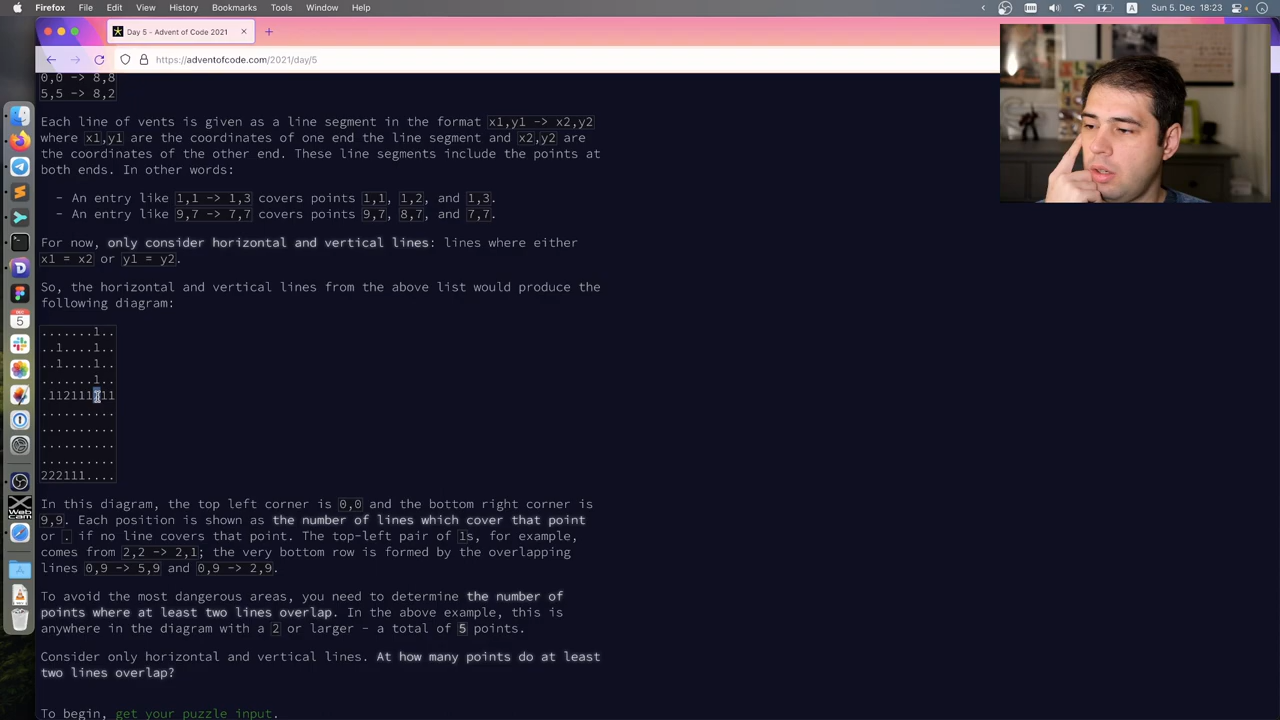 Firefox File Edit View History Bookmarks Tools Window Help
A Sun 5. Dec 18:23
Day 5 - Advent of Code 2021
https://adventofcode.com/2021/day/5
0,0 -> 8,8
5,5 -> 8,2
Each line of vents is given as a line segment in the format x1,y1 -> x2,y2
where x1,y1 are the coordinates of one end the line segment and x2,y2 are
the coordinates of the other end. These line segments include the points at
both ends. In other words:
- An entry like 1,1 -> 1,3 covers points 1,1, 1,2, and 1,3.
- An entry like 9,7 -> 7,7 covers points 9,7, 8,7, and 7,7.
For now, only consider horizontal and vertical lines: lines where either
x1 = x2 or y1 = y2.
So, the horizontal and vertical lines from the above list would produce the
following diagram:
.......1..
..1....1..
..1....1..
.......1..
.112111 11
..........
..........
..........
..........
222111....
In this diagram, the top left corner is 0,0 and the bottom right corner is
9,9. Each position is shown as the number of lines which cover that point
or . if no line covers that point. The top-left pair of 1s, for example,
comes from 2,2 -> 2,1; the very bottom row is formed by the overlapping
lines 0,9 -> 5,9 and 0,9 -> 2,9.
To avoid the most dangerous areas, you need to determine the number of
points where at least two lines overlap. In the above example, this is
anywhere in the diagram with a 2 or larger - a total of 5 points.
Consider only horizontal and vertical lines. At how many points do at least
two lines overlap?
To begin, get your puzzle input.
DEC
5
Web
cam